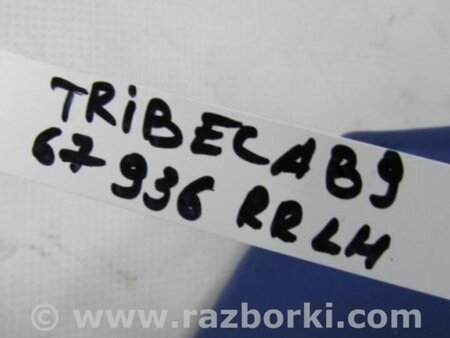 TRIBECA B9
67 936 RR LH
© www.razborki.com